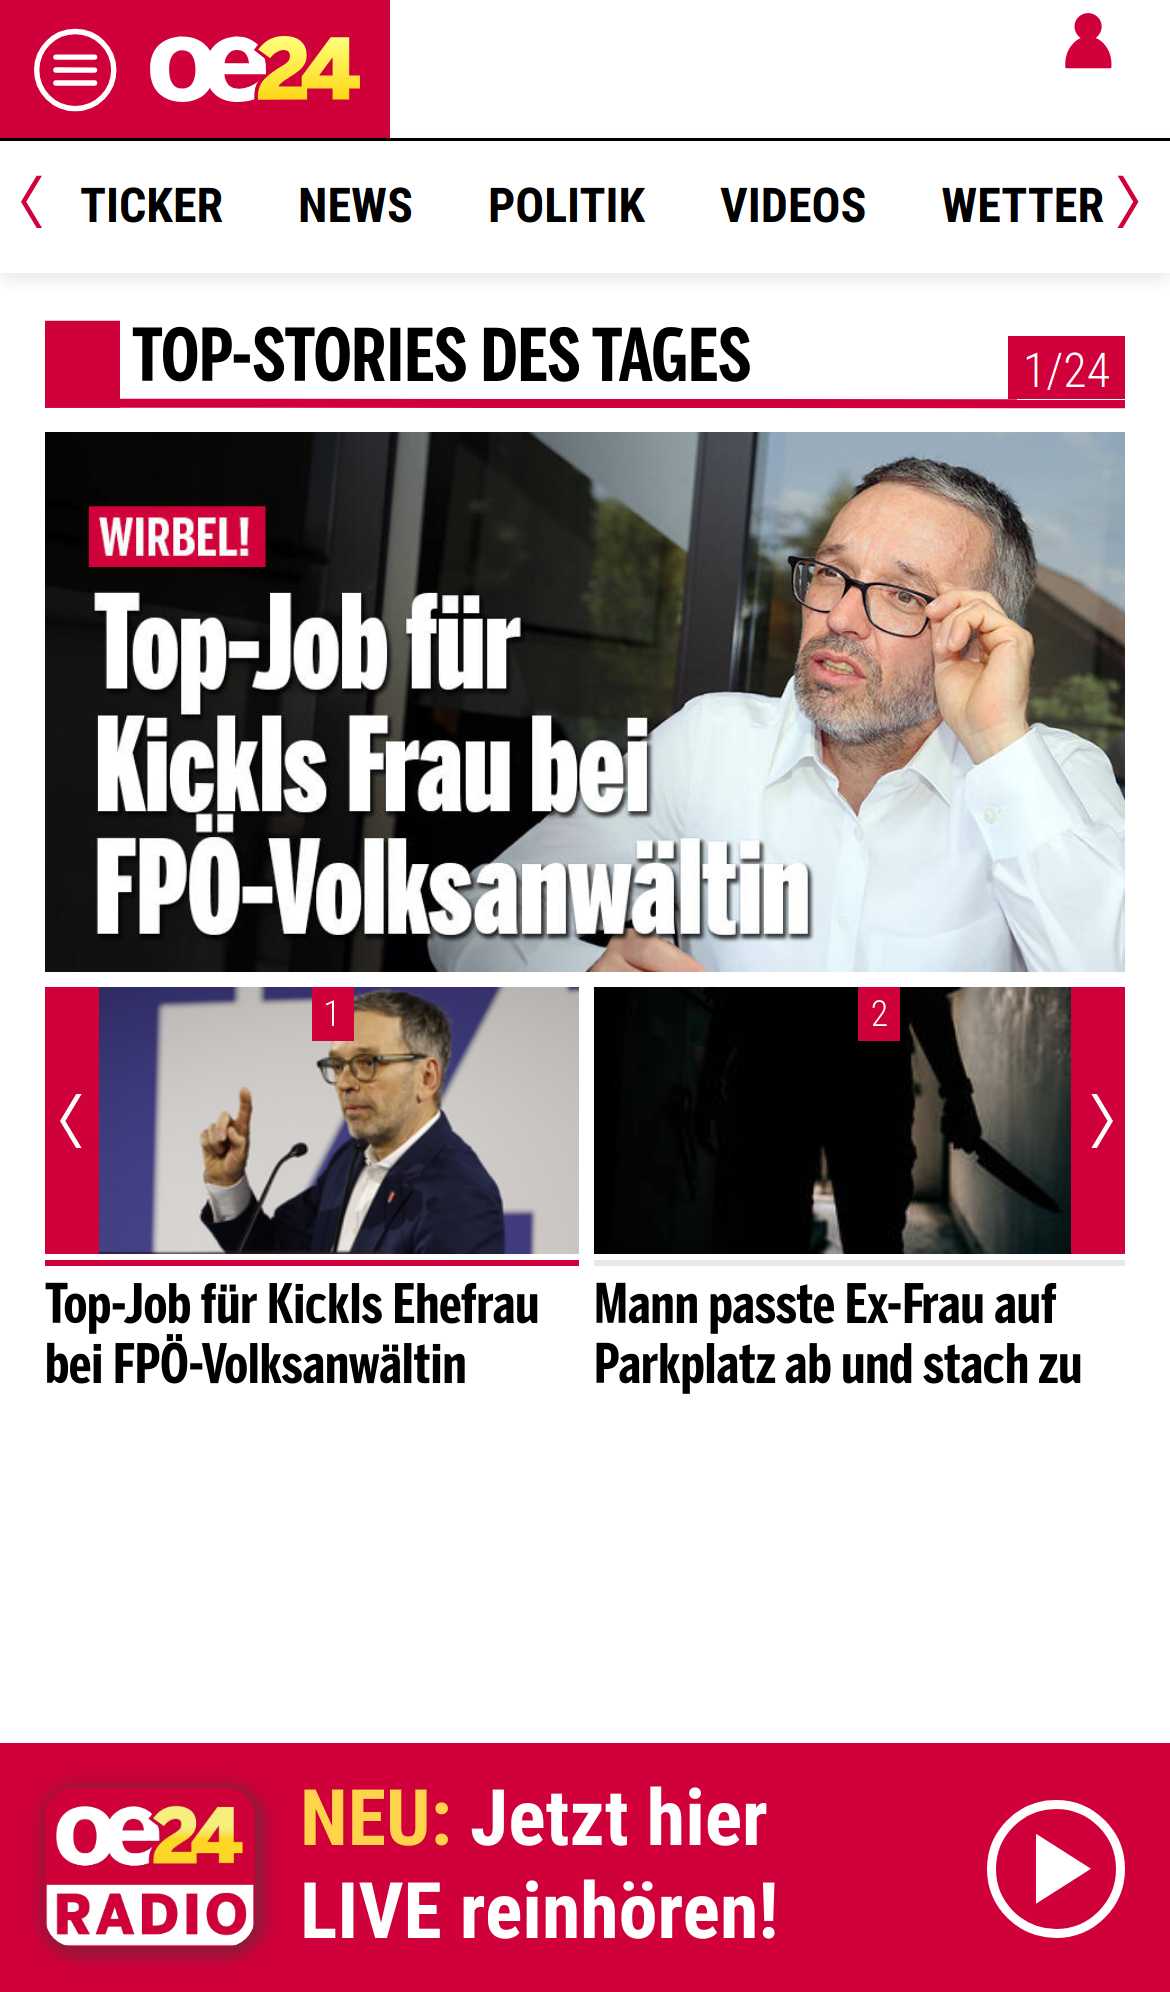 oe24
TICKER NEWS POLITIK VIDEOS WETTER
TOP-STORIES DES TAGES
1/24
WIRBEL!
Top-Job für
Kickls Frau bei
FPÖ-Volksanwältin
1
2
Top-Job für Kickls Ehefrau
bei FPÖ-Volksanwältin
Mann passte Ex-Frau auf
Parkplatz ab und stach zu
oe24
RADIO
NEU: Jetzt hier
LIVE reinhören!